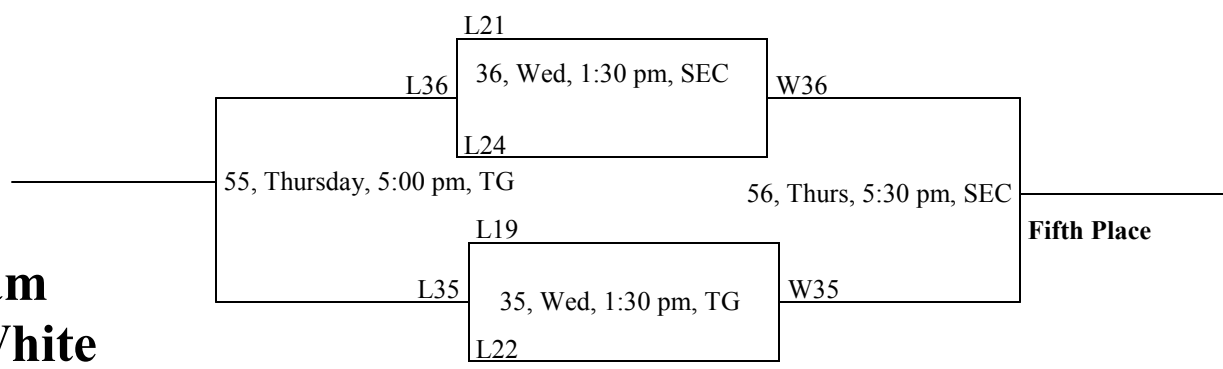 L21
36, Wed, 1:30 pm, SEC
L36
W36
L24
55, Thursday, 5:00 pm, TG
56, Thurs, 5:30 pm, SEC
L19
Fifth Place
L35
35, Wed, 1:30 pm, TG
W35
L22